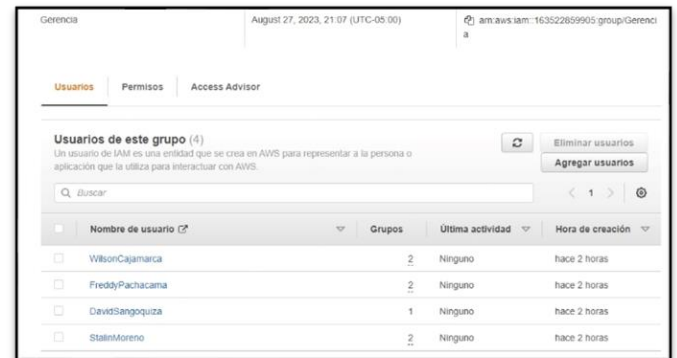 Gerencia
August 27, 2023, 21:07 (UTC-05:00)
arn:aws:iam::163522859905:group/Gerenci
a
Usuarios Permisos Access Advisor
Usuarios de este grupo (4)
Un usuario de IAM es una entidad que se crea en AWS para representar a la persona o
aplicación que la utiliza para interactuar con AWS.
Eliminar usuarios
Agregar usuarios
Buscar
1
Nombre de usuario Grupos Última actividad Hora de creación
WilsonCajamarca 2 Ninguno hace 2 horas
FreddyPachacama 2 Ninguno hace 2 horas
DavidSangoquiza 1 Ninguno hace 2 horas
StalinMoreno 2 Ninguno hace 2 horas